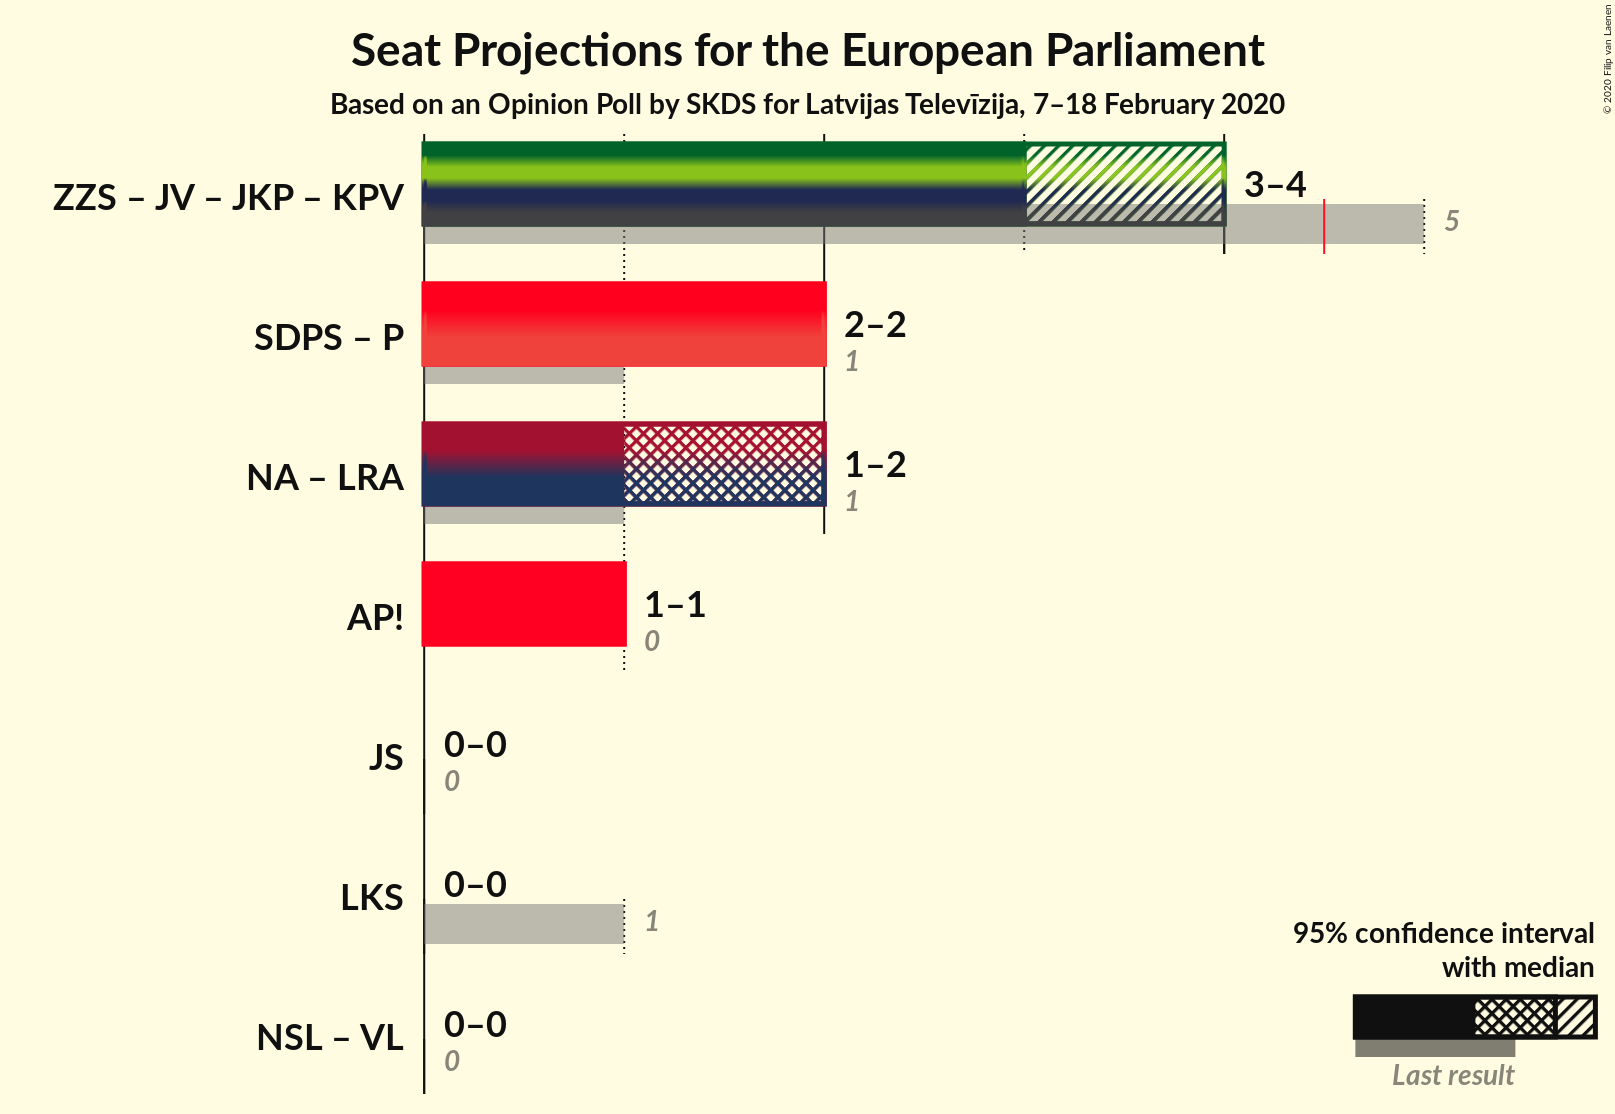 Seat Projections for the European Parliament
Based on an Opinion Poll by SKDS for Latvijas Televīzija, 7–18 February 2020
© 2020 Filip van Laenen
ZZS – JV – JKP – KPV
3–4
5
SDPS – P
2–2
1
NA – LRA
1–2
1
AP!
1–1
0
JS
0–0
0
LKS
0–0
1
NSL – VL
0–0
0
95% confidence interval
with median
Last result